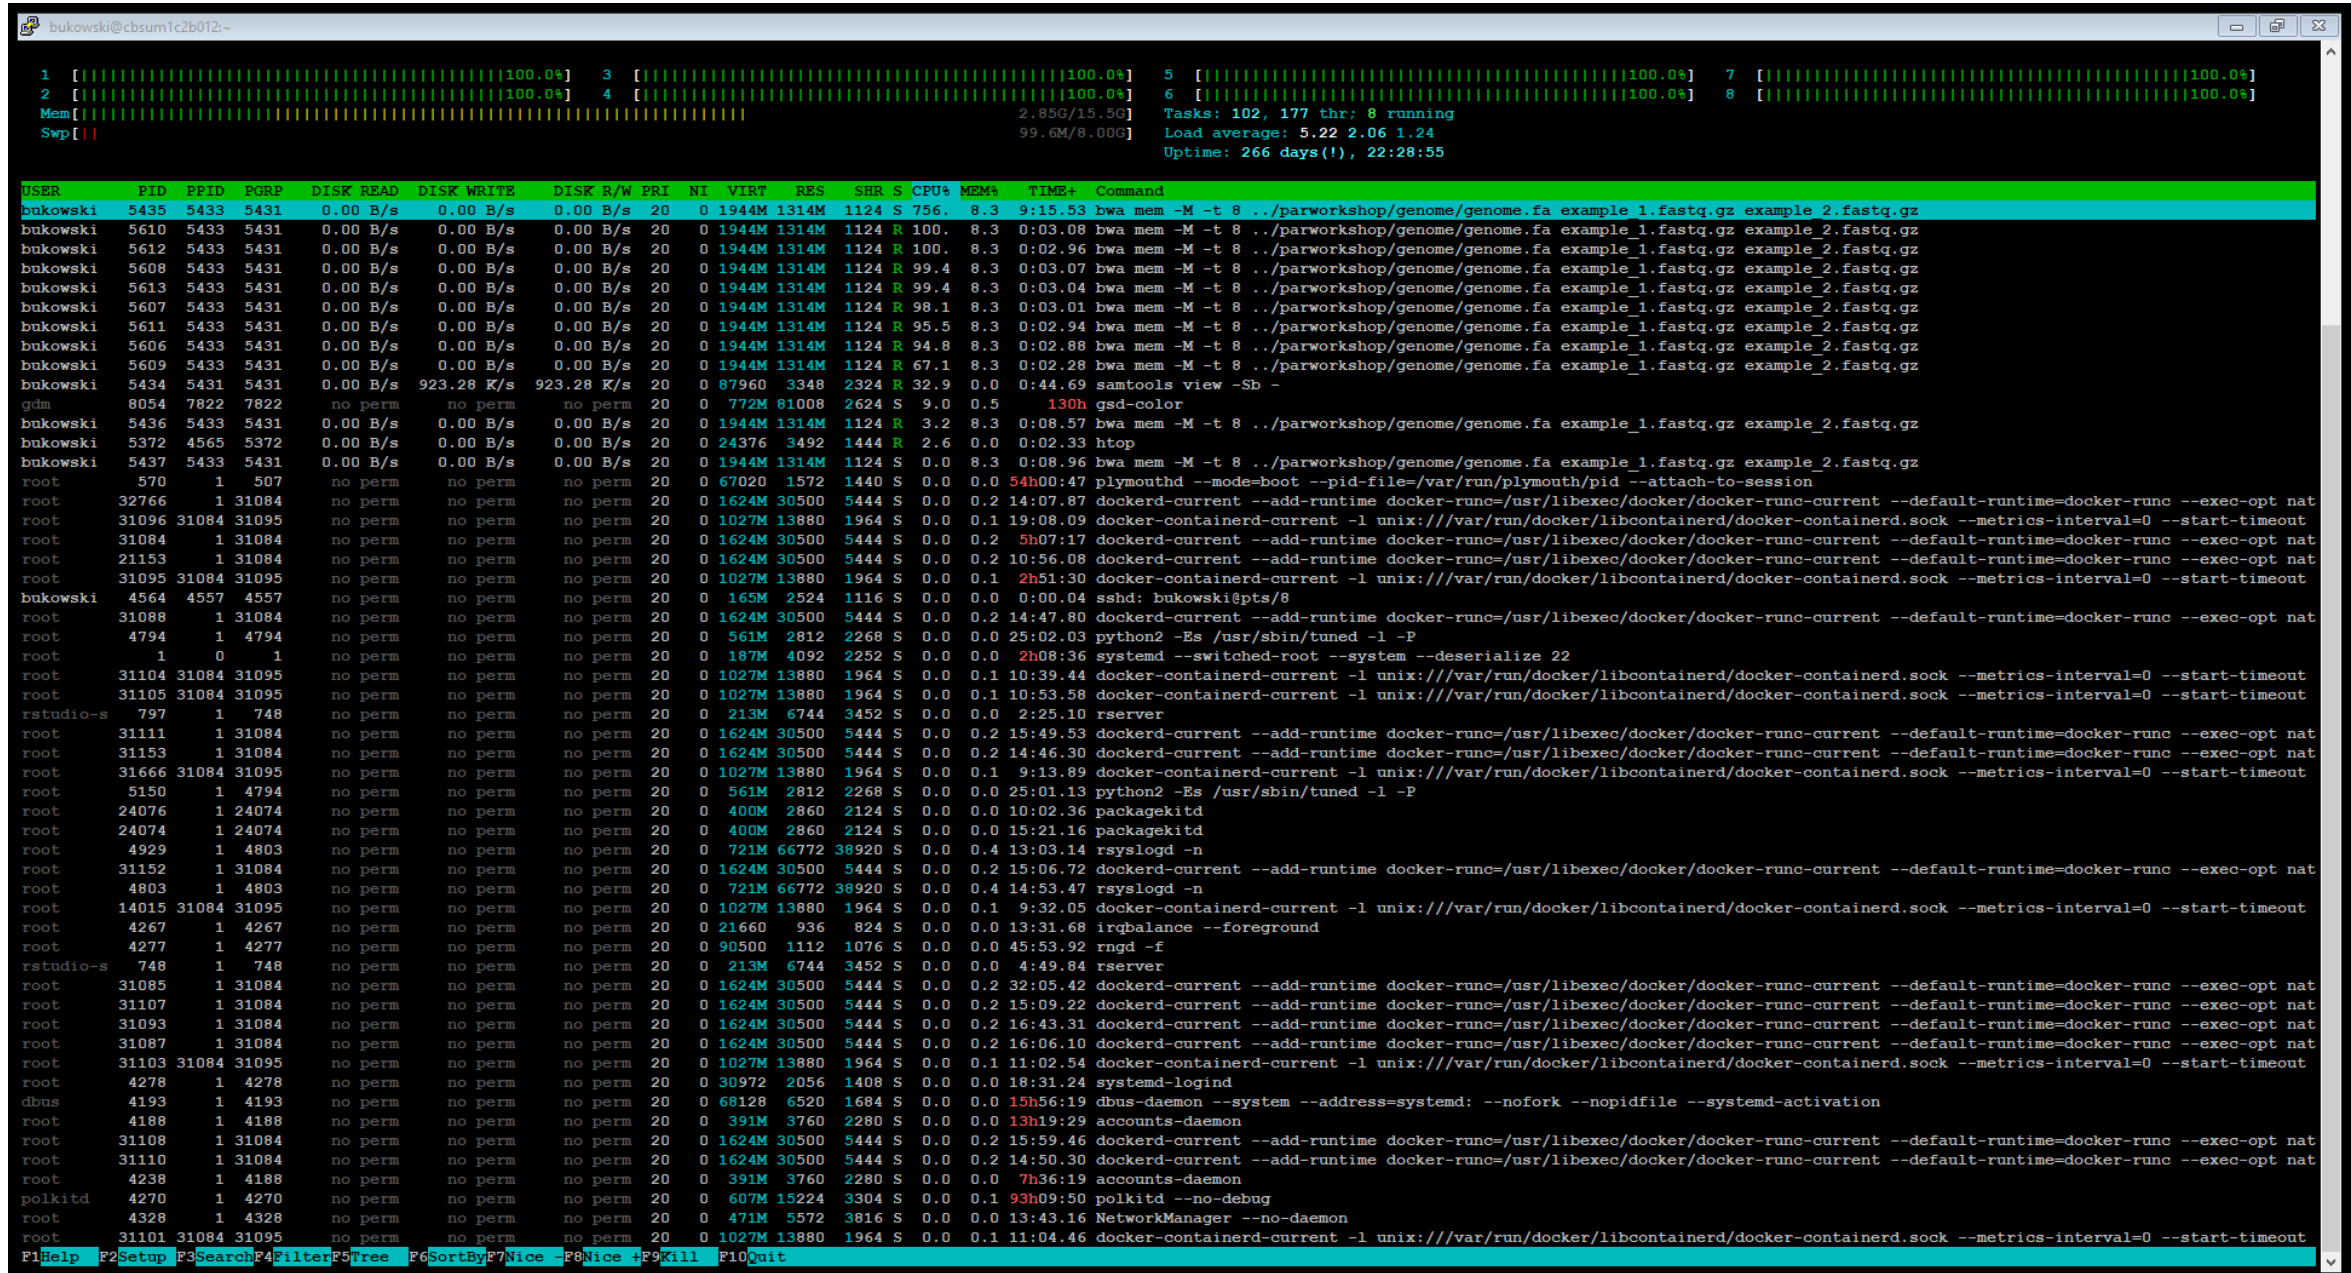 bukowski@cbsum1c2b012:~
1 [||||||||||||||||||||||||||||||||||||||||||||100.0%] 3 [||||||||||||||||||||||||||||||||||||||||||||100.0%] 5 [||||||||||||||||||||||||||||||||||||||||||||100.0%] 7 [||||||||||||||||||||||||||||||||||||||||||||100.0%]
2 [||||||||||||||||||||||||||||||||||||||||||||100.0%] 4 [||||||||||||||||||||||||||||||||||||||||||||100.0%] 6 [||||||||||||||||||||||||||||||||||||||||||||100.0%] 8 [||||||||||||||||||||||||||||||||||||||||||||100.0%]
Mem[||||||||||||||||||||||||||||||||||||||||||||||||||||||||||||||||||||| 2.85G/15.5G] Tasks: 102, 177 thr; 8 running
Swp[|| 99.6M/8.00G] Load average: 5.22 2.06 1.24
Uptime: 266 days(!), 22:28:55
USER PID PPID PGRP DISK READ DISK WRITE DISK R/W PRI NI VIRT RES SHR S CPU% MEM% TIME+ Command
bukowski 5435 5433 5431 0.00 B/s 0.00 B/s 0.00 B/s 20 0 1944M 1314M 1124 S 756. 8.3 9:15.53 bwa mem -M -t 8 ../parworkshop/genome/genome.fa example_1.fastq.gz example_2.fastq.gz
bukowski 5610 5433 5431 0.00 B/s 0.00 B/s 0.00 B/s 20 0 1944M 1314M 1124 R 100. 8.3 0:03.08 bwa mem -M -t 8 ../parworkshop/genome/genome.fa example_1.fastq.gz example_2.fastq.gz
bukowski 5612 5433 5431 0.00 B/s 0.00 B/s 0.00 B/s 20 0 1944M 1314M 1124 R 100. 8.3 0:02.96 bwa mem -M -t 8 ../parworkshop/genome/genome.fa example_1.fastq.gz example_2.fastq.gz
bukowski 5608 5433 5431 0.00 B/s 0.00 B/s 0.00 B/s 20 0 1944M 1314M 1124 R 99.4 8.3 0:03.07 bwa mem -M -t 8 ../parworkshop/genome/genome.fa example_1.fastq.gz example_2.fastq.gz
bukowski 5613 5433 5431 0.00 B/s 0.00 B/s 0.00 B/s 20 0 1944M 1314M 1124 R 99.4 8.3 0:03.04 bwa mem -M -t 8 ../parworkshop/genome/genome.fa example_1.fastq.gz example_2.fastq.gz
bukowski 5607 5433 5431 0.00 B/s 0.00 B/s 0.00 B/s 20 0 1944M 1314M 1124 R 98.1 8.3 0:03.01 bwa mem -M -t 8 ../parworkshop/genome/genome.fa example_1.fastq.gz example_2.fastq.gz
bukowski 5611 5433 5431 0.00 B/s 0.00 B/s 0.00 B/s 20 0 1944M 1314M 1124 R 95.5 8.3 0:02.94 bwa mem -M -t 8 ../parworkshop/genome/genome.fa example_1.fastq.gz example_2.fastq.gz
bukowski 5606 5433 5431 0.00 B/s 0.00 B/s 0.00 B/s 20 0 1944M 1314M 1124 R 94.8 8.3 0:02.88 bwa mem -M -t 8 ../parworkshop/genome/genome.fa example_1.fastq.gz example_2.fastq.gz
bukowski 5609 5433 5431 0.00 B/s 0.00 B/s 0.00 B/s 20 0 1944M 1314M 1124 R 67.1 8.3 0:02.28 bwa mem -M -t 8 ../parworkshop/genome/genome.fa example_1.fastq.gz example_2.fastq.gz
bukowski 5434 5431 5431 0.00 B/s 923.28 K/s 923.28 K/s 20 0 87960 3348 2324 R 32.9 0.0 0:44.69 samtools view -Sb -
gdm 8054 7822 7822 no perm no perm no perm 20 0 772M 81008 2624 S 9.0 0.5 130h gsd-color
bukowski 5436 5433 5431 0.00 B/s 0.00 B/s 0.00 B/s 20 0 1944M 1314M 1124 R 3.2 8.3 0:08.57 bwa mem -M -t 8 ../parworkshop/genome/genome.fa example_1.fastq.gz example_2.fastq.gz
bukowski 5372 4565 5372 0.00 B/s 0.00 B/s 0.00 B/s 20 0 24376 3492 1444 R 2.6 0.0 0:02.33 htop
bukowski 5437 5433 5431 0.00 B/s 0.00 B/s 0.00 B/s 20 0 1944M 1314M 1124 S 0.0 8.3 0:08.96 bwa mem -M -t 8 ../parworkshop/genome/genome.fa example_1.fastq.gz example_2.fastq.gz
root 570 1 507 no perm no perm no perm 20 0 67020 1572 1440 S 0.0 0.0 54h00:47 plymouthd --mode=boot --pid-file=/var/run/plymouth/pid --attach-to-session
root 32766 1 31084 no perm no perm no perm 20 0 1624M 30500 5444 S 0.0 0.2 14:07.87 dockerd-current --add-runtime docker-runc=/usr/libexec/docker/docker-runc-current --default-runtime=docker-runc --exec-opt nat
root 31096 31084 31095 no perm no perm no perm 20 0 1027M 13880 1964 S 0.0 0.1 19:08.09 docker-containerd-current -l unix:///var/run/docker/libcontainerd/docker-containerd.sock --metrics-interval=0 --start-timeout
root 31084 1 31084 no perm no perm no perm 20 0 1624M 30500 5444 S 0.0 0.2 5h07:17 dockerd-current --add-runtime docker-runc=/usr/libexec/docker/docker-runc-current --default-runtime=docker-runc --exec-opt nat
root 21153 1 31084 no perm no perm no perm 20 0 1624M 30500 5444 S 0.0 0.2 10:56.08 dockerd-current --add-runtime docker-runc=/usr/libexec/docker/docker-runc-current --default-runtime=docker-runc --exec-opt nat
root 31095 31084 31095 no perm no perm no perm 20 0 1027M 13880 1964 S 0.0 0.1 2h51:30 docker-containerd-current -l unix:///var/run/docker/libcontainerd/docker-containerd.sock --metrics-interval=0 --start-timeout
bukowski 4564 4557 4557 no perm no perm no perm 20 0 165M 2524 1116 S 0.0 0.0 0:00.04 sshd: bukowski@pts/8
root 31088 1 31084 no perm no perm no perm 20 0 1624M 30500 5444 S 0.0 0.2 14:47.80 dockerd-current --add-runtime docker-runc=/usr/libexec/docker/docker-runc-current --default-runtime=docker-runc --exec-opt nat
root 4794 1 4794 no perm no perm no perm 20 0 561M 2812 2268 S 0.0 0.0 25:02.03 python2 -Es /usr/sbin/tuned -l -P
root 1 0 1 no perm no perm no perm 20 0 187M 4092 2252 S 0.0 0.0 2h08:36 systemd --switched-root --system --deserialize 22
root 31104 31084 31095 no perm no perm no perm 20 0 1027M 13880 1964 S 0.0 0.1 10:39.44 docker-containerd-current -l unix:///var/run/docker/libcontainerd/docker-containerd.sock --metrics-interval=0 --start-timeout
root 31105 31084 31095 no perm no perm no perm 20 0 1027M 13880 1964 S 0.0 0.1 10:53.58 docker-containerd-current -l unix:///var/run/docker/libcontainerd/docker-containerd.sock --metrics-interval=0 --start-timeout
rstudio-s 797 1 748 no perm no perm no perm 20 0 213M 6744 3452 S 0.0 0.0 2:25.10 rserver
root 31111 1 31084 no perm no perm no perm 20 0 1624M 30500 5444 S 0.0 0.2 15:49.53 dockerd-current --add-runtime docker-runc=/usr/libexec/docker/docker-runc-current --default-runtime=docker-runc --exec-opt nat
root 31153 1 31084 no perm no perm no perm 20 0 1624M 30500 5444 S 0.0 0.2 14:46.30 dockerd-current --add-runtime docker-runc=/usr/libexec/docker/docker-runc-current --default-runtime=docker-runc --exec-opt nat
root 31666 31084 31095 no perm no perm no perm 20 0 1027M 13880 1964 S 0.0 0.1 9:13.89 docker-containerd-current -l unix:///var/run/docker/libcontainerd/docker-containerd.sock --metrics-interval=0 --start-timeout
root 5150 1 4794 no perm no perm no perm 20 0 561M 2812 2268 S 0.0 0.0 25:01.13 python2 -Es /usr/sbin/tuned -l -P
root 24076 1 24074 no perm no perm no perm 20 0 400M 2860 2124 S 0.0 0.0 10:02.36 packagekitd
root 24074 1 24074 no perm no perm no perm 20 0 400M 2860 2124 S 0.0 0.0 15:21.16 packagekitd
root 4929 1 4803 no perm no perm no perm 20 0 721M 66772 38920 S 0.0 0.4 13:03.14 rsyslogd -n
root 31152 1 31084 no perm no perm no perm 20 0 1624M 30500 5444 S 0.0 0.2 15:06.72 dockerd-current --add-runtime docker-runc=/usr/libexec/docker/docker-runc-current --default-runtime=docker-runc --exec-opt nat
root 4803 1 4803 no perm no perm no perm 20 0 721M 66772 38920 S 0.0 0.4 14:53.47 rsyslogd -n
root 14015 31084 31095 no perm no perm no perm 20 0 1027M 13880 1964 S 0.0 0.1 9:32.05 docker-containerd-current -l unix:///var/run/docker/libcontainerd/docker-containerd.sock --metrics-interval=0 --start-timeout
root 4267 1 4267 no perm no perm no perm 20 0 21660 936 824 S 0.0 0.0 13:31.68 irqbalance --foreground
root 4277 1 4277 no perm no perm no perm 20 0 90500 1112 1076 S 0.0 0.0 45:53.92 rngd -f
rstudio-s 748 1 748 no perm no perm no perm 20 0 213M 6744 3452 S 0.0 0.0 4:49.84 rserver
root 31085 1 31084 no perm no perm no perm 20 0 1624M 30500 5444 S 0.0 0.2 32:05.42 dockerd-current --add-runtime docker-runc=/usr/libexec/docker/docker-runc-current --default-runtime=docker-runc --exec-opt nat
root 31107 1 31084 no perm no perm no perm 20 0 1624M 30500 5444 S 0.0 0.2 15:09.22 dockerd-current --add-runtime docker-runc=/usr/libexec/docker/docker-runc-current --default-runtime=docker-runc --exec-opt nat
root 31093 1 31084 no perm no perm no perm 20 0 1624M 30500 5444 S 0.0 0.2 16:43.31 dockerd-current --add-runtime docker-runc=/usr/libexec/docker/docker-runc-current --default-runtime=docker-runc --exec-opt nat
root 31087 1 31084 no perm no perm no perm 20 0 1624M 30500 5444 S 0.0 0.2 16:06.10 dockerd-current --add-runtime docker-runc=/usr/libexec/docker/docker-runc-current --default-runtime=docker-runc --exec-opt nat
root 31103 31084 31095 no perm no perm no perm 20 0 1027M 13880 1964 S 0.0 0.1 11:02.54 docker-containerd-current -l unix:///var/run/docker/libcontainerd/docker-containerd.sock --metrics-interval=0 --start-timeout
root 4278 1 4278 no perm no perm no perm 20 0 30972 2056 1408 S 0.0 0.0 18:31.24 systemd-logind
dbus 4193 1 4193 no perm no perm no perm 20 0 68128 6520 1684 S 0.0 0.0 15h56:19 dbus-daemon --system --address=systemd: --nofork --nopidfile --systemd-activation
root 4188 1 4188 no perm no perm no perm 20 0 391M 3760 2280 S 0.0 0.0 13h19:29 accounts-daemon
root 31108 1 31084 no perm no perm no perm 20 0 1624M 30500 5444 S 0.0 0.2 15:59.46 dockerd-current --add-runtime docker-runc=/usr/libexec/docker/docker-runc-current --default-runtime=docker-runc --exec-opt nat
root 31110 1 31084 no perm no perm no perm 20 0 1624M 30500 5444 S 0.0 0.2 14:50.30 dockerd-current --add-runtime docker-runc=/usr/libexec/docker/docker-runc-current --default-runtime=docker-runc --exec-opt nat
root 4238 1 4188 no perm no perm no perm 20 0 391M 3760 2280 S 0.0 0.0 7h36:19 accounts-daemon
polkitd 4270 1 4270 no perm no perm no perm 20 0 607M 15224 3304 S 0.0 0.1 93h09:50 polkitd --no-debug
root 4328 1 4328 no perm no perm no perm 20 0 471M 5572 3816 S 0.0 0.0 13:43.16 NetworkManager --no-daemon
root 31101 31084 31095 no perm no perm no perm 20 0 1027M 13880 1964 S 0.0 0.1 11:04.46 docker-containerd-current -l unix:///var/run/docker/libcontainerd/docker-containerd.sock --metrics-interval=0 --start-timeout
F1Help F2Setup F3SearchF4FilterF5Tree F6SortByF7Nice -F8Nice +F9Kill F10Quit